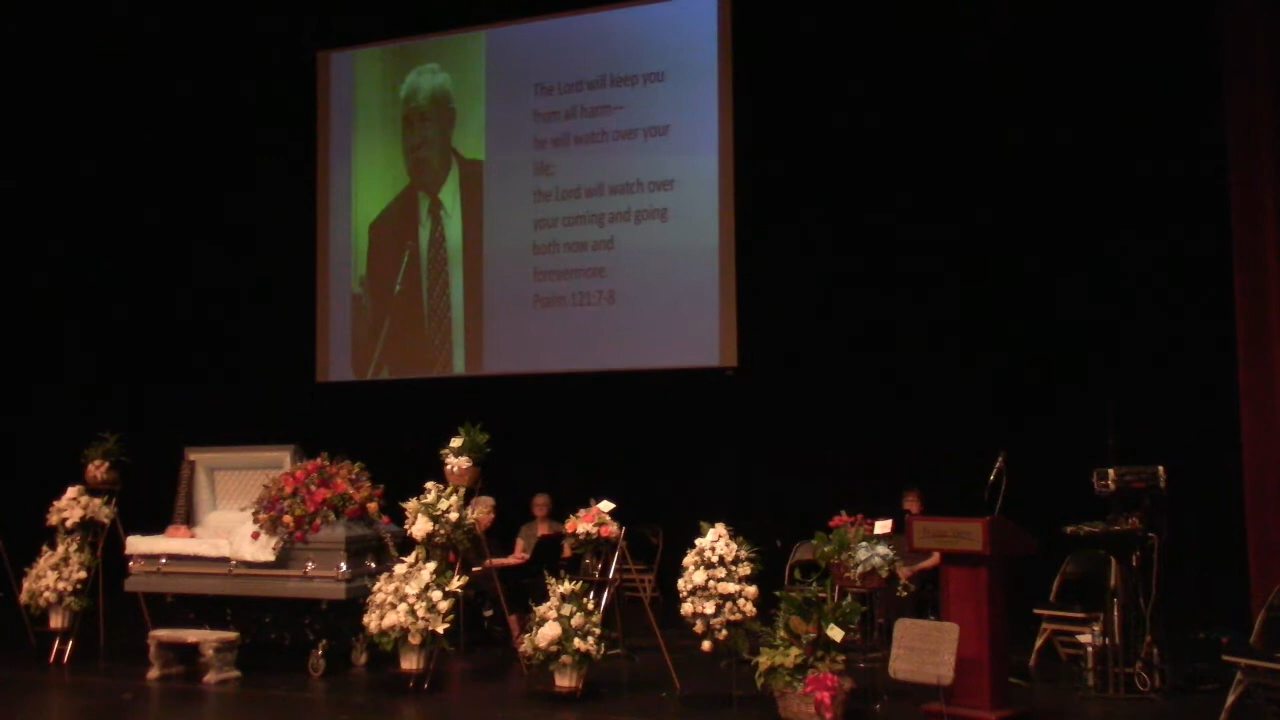 The Lord will keep you
from all harm—
he will watch over your
life;
the Lord will watch over
your coming and going
both now and
forevermore.
Psalm 121:7-8